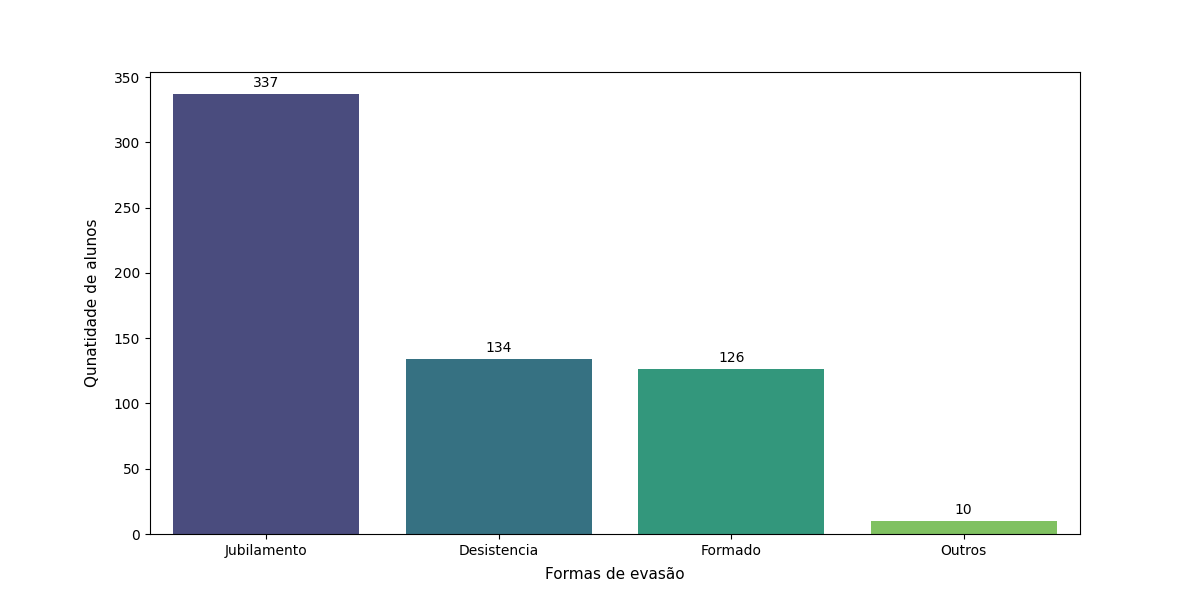 350
300
250
200
150
100
50
0
Qunatidade de alunos
337
134
126
10
Jubilamento
Desistencia
Formado
Outros
Formas de evasão